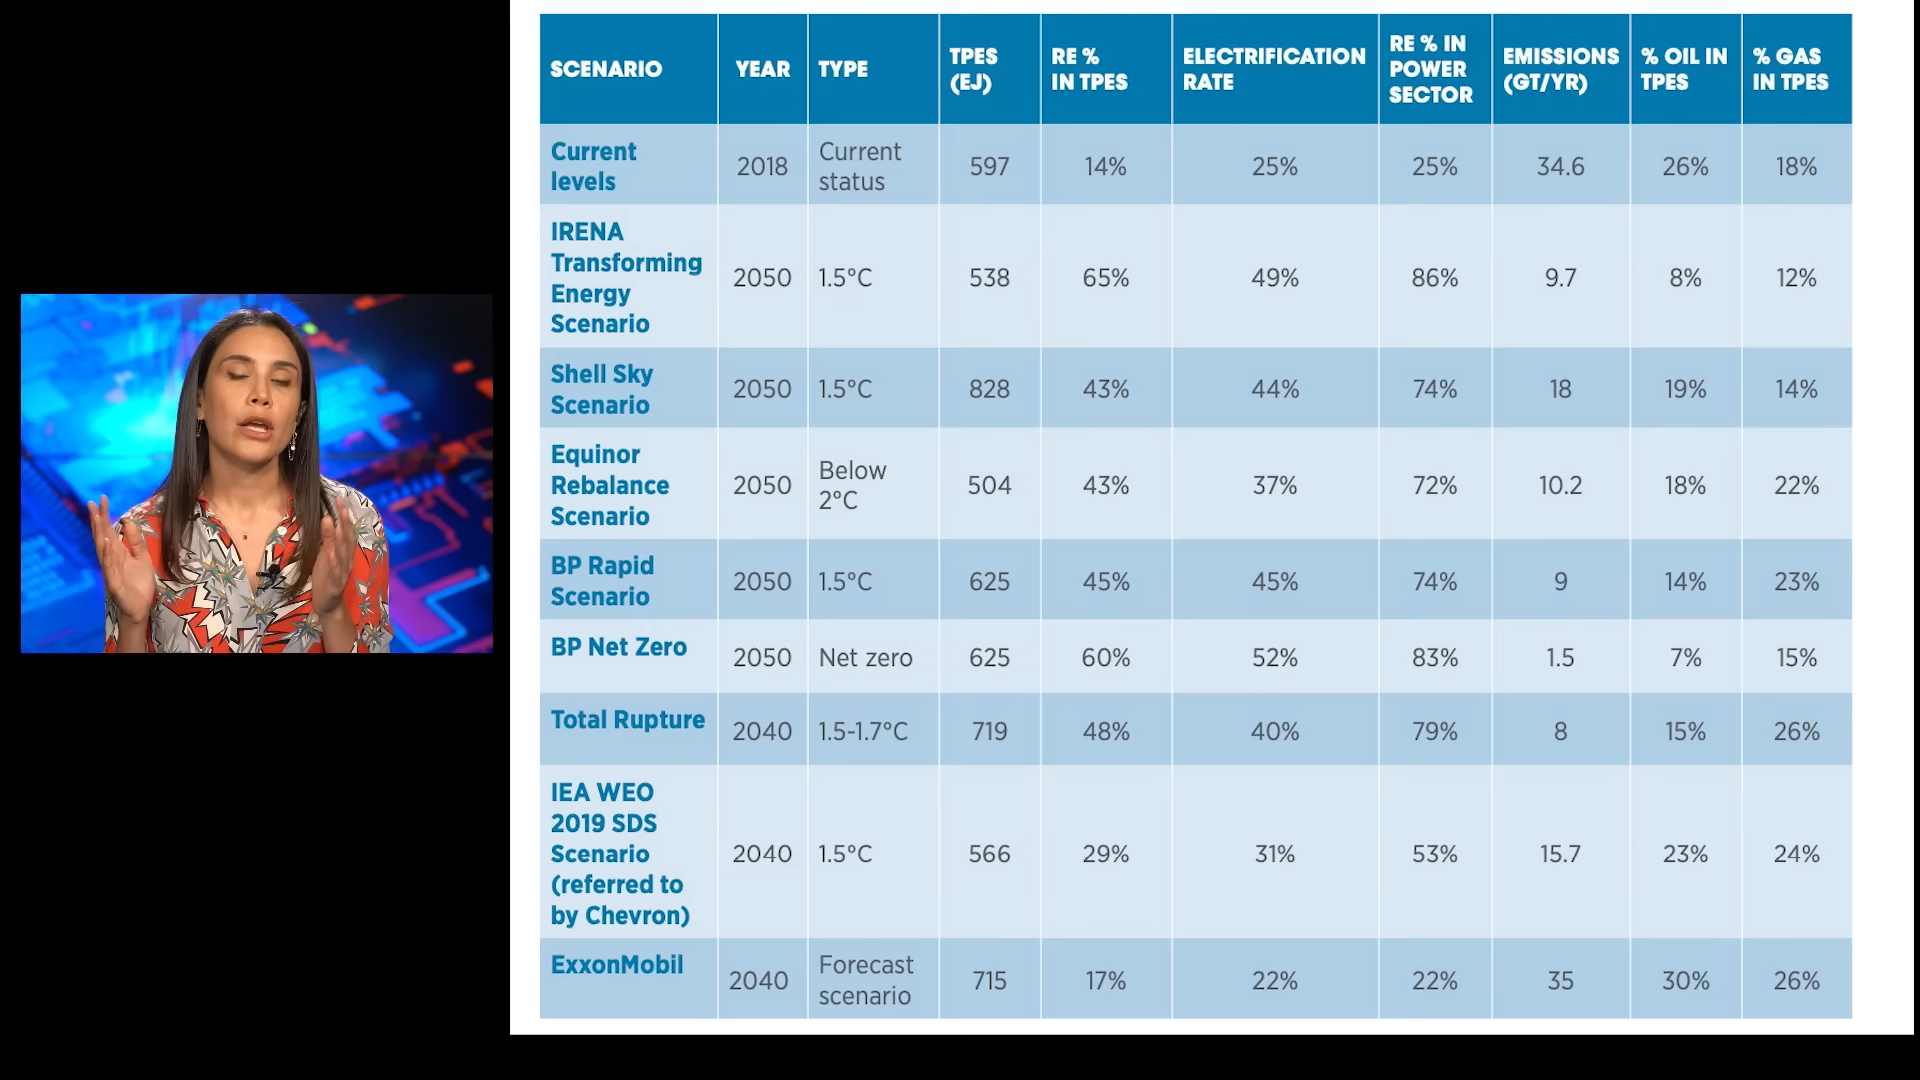 SCENARIO YEAR TYPE TPES (EJ) RE % IN TPES ELECTRIFICATION RATE RE % IN POWER SECTOR EMISSIONS (GT/YR) % OIL IN TPES % GAS IN TPES
Current levels 2018 Current status 597 14% 25% 25% 34.6 26% 18%
IRENA Transforming Energy Scenario 2050 1.5°C 538 65% 49% 86% 9.7 8% 12%
Shell Sky Scenario 2050 1.5°C 828 43% 44% 74% 18 19% 14%
Equinor Rebalance Scenario 2050 Below 2°C 504 43% 37% 72% 10.2 18% 22%
BP Rapid Scenario 2050 1.5°C 625 45% 45% 74% 9 14% 23%
BP Net Zero 2050 Net zero 625 60% 52% 83% 1.5 7% 15%
Total Rupture 2040 1.5-1.7°C 719 48% 40% 79% 8 15% 26%
IEA WEO 2019 SDS Scenario (referred to by Chevron) 2040 1.5°C 566 29% 31% 53% 15.7 23% 24%
ExxonMobil 2040 Forecast scenario 715 17% 22% 22% 35 30% 26%